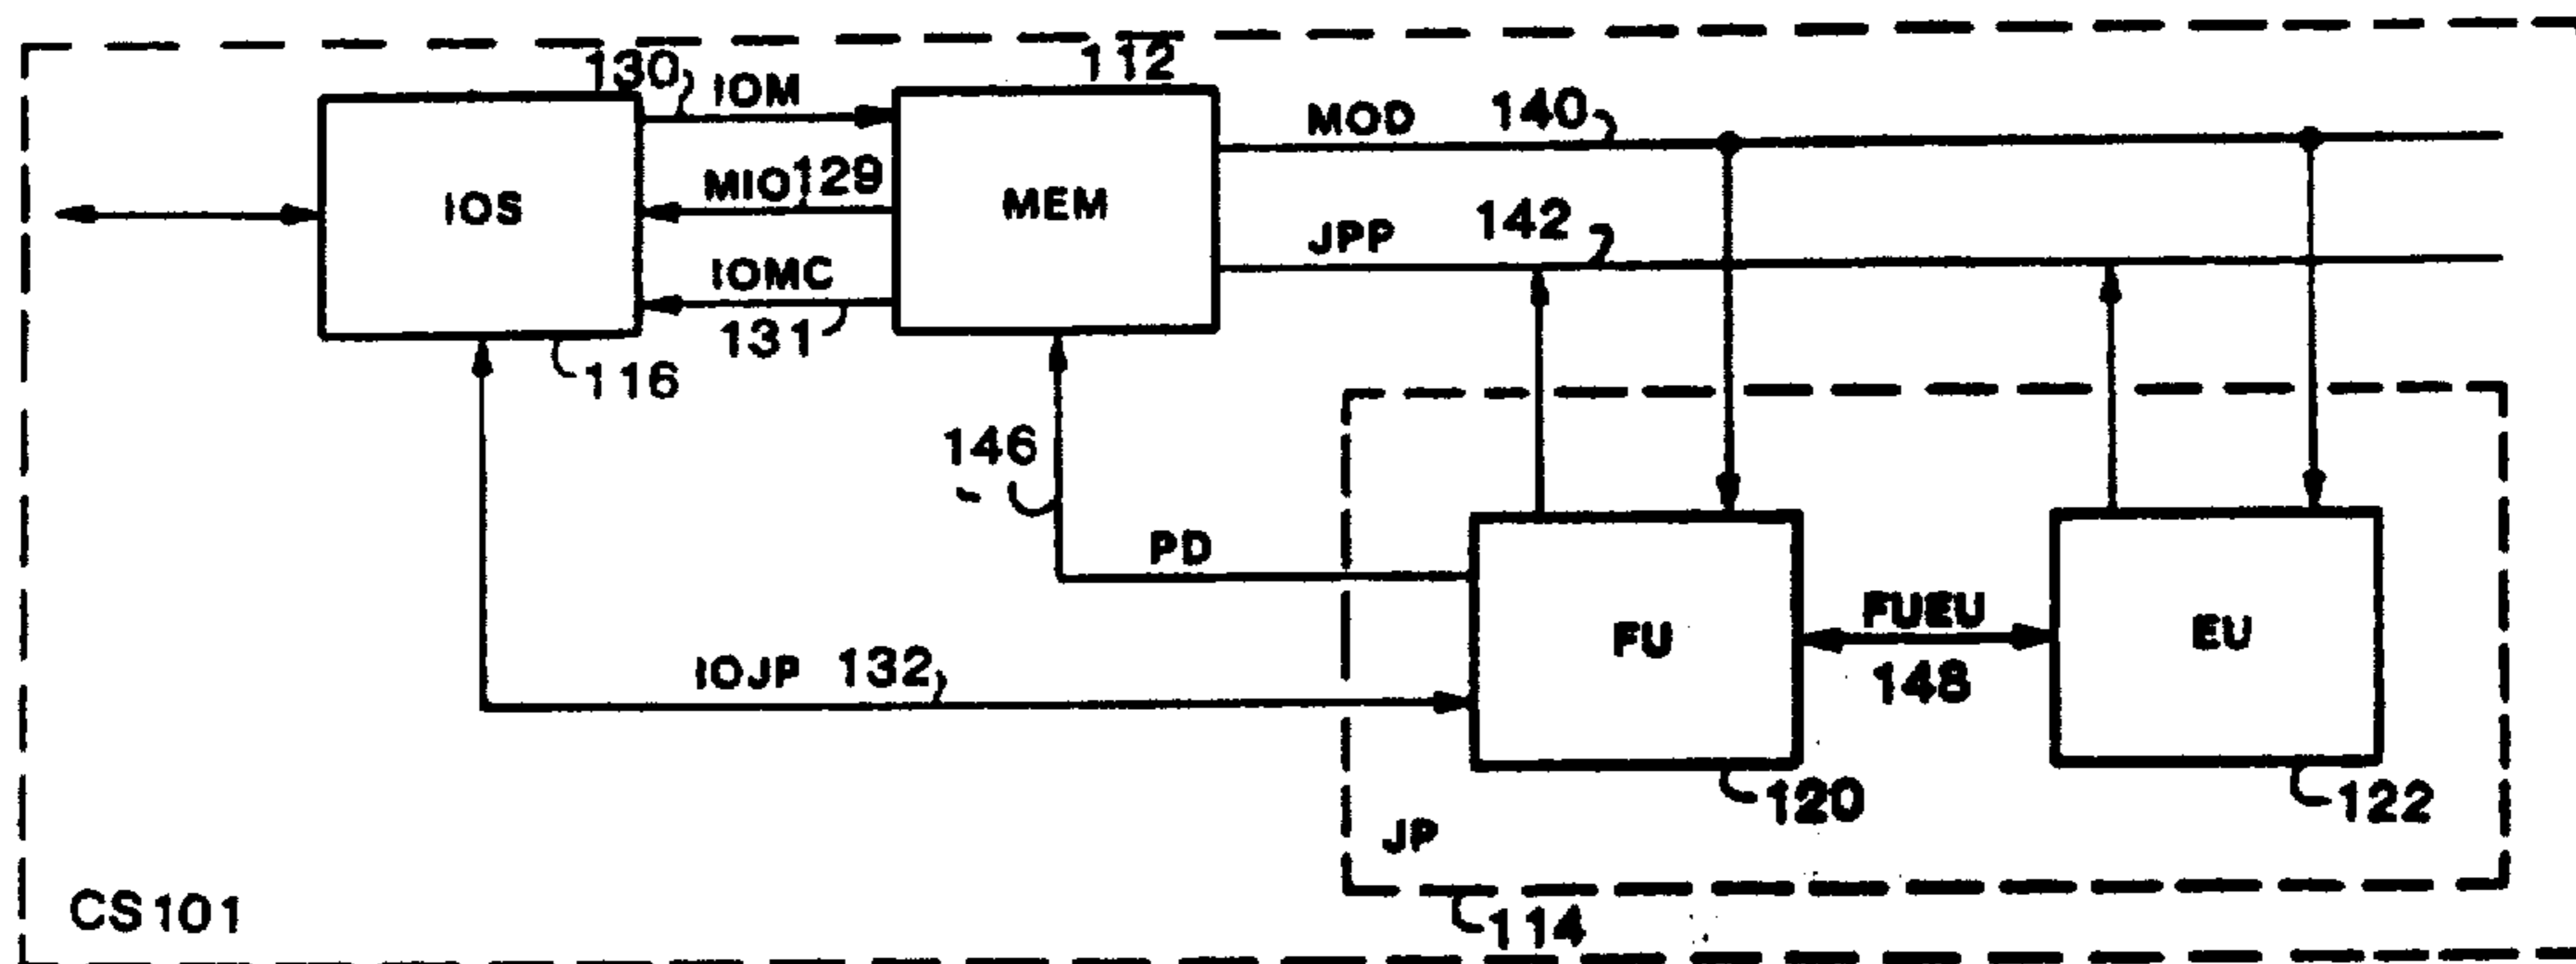 130 IOM
112
MOD 140
MIO 129
IOS
MEM
JPP 142
IOMC
131
116
146
PD
FUEU
FU
EU
IOJP 132
148
120
122
JP
CS101
114